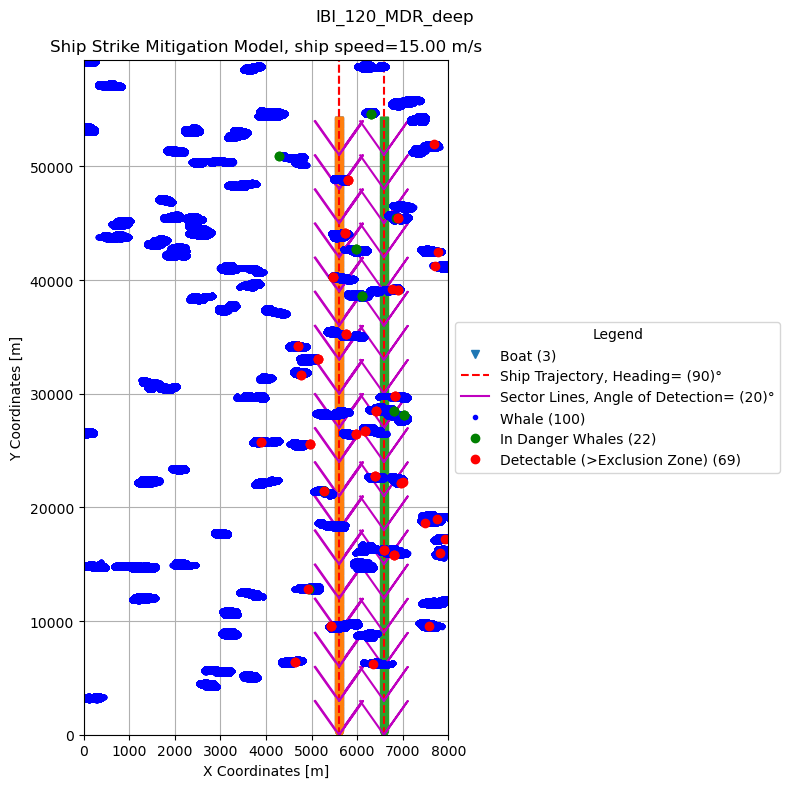 IBI_120_MDR_deep
Ship Strike Mitigation Model, ship speed=15.00 m/s
Y Coordinates [m]
50000
40000
30000
20000
10000
0
0 1000 2000 3000 4000 5000 6000 7000 8000
X Coordinates [m]
Legend
Boat (3)
Ship Trajectory, Heading= (90)°
Sector Lines, Angle of Detection= (20)°
Whale (100)
In Danger Whales (22)
Detectable (>Exclusion Zone) (69)